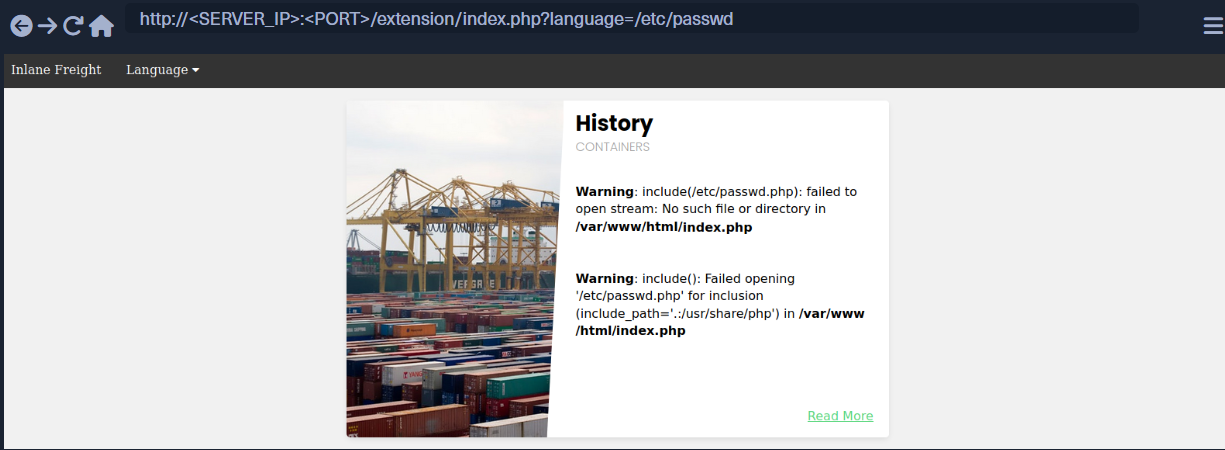 http://<SERVER_IP>:<PORT>/extension/index.php?language=/etc/passwd
Inlane Freight Language
History
CONTAINERS
Warning: include(/etc/passwd.php): failed to
open stream: No such file or directory in
/var/www/html/index.php
Warning: include(): Failed opening
'/etc/passwd.php' for inclusion
(include_path='.:/usr/share/php') in /var/www
/html/index.php
Read More